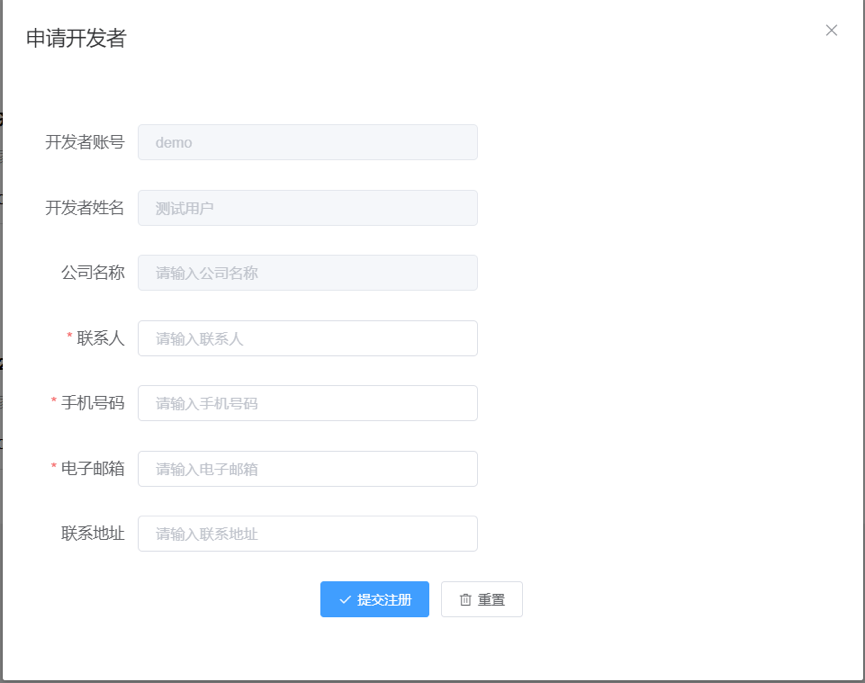 申请开发者
开发者账号 demo
开发者姓名 测试用户
公司名称 请输入公司名称
* 联系人 请输入联系人
* 手机号码 请输入手机号码
* 电子邮箱 请输入电子邮箱
联系地址 请输入联系地址
提交注册 重置